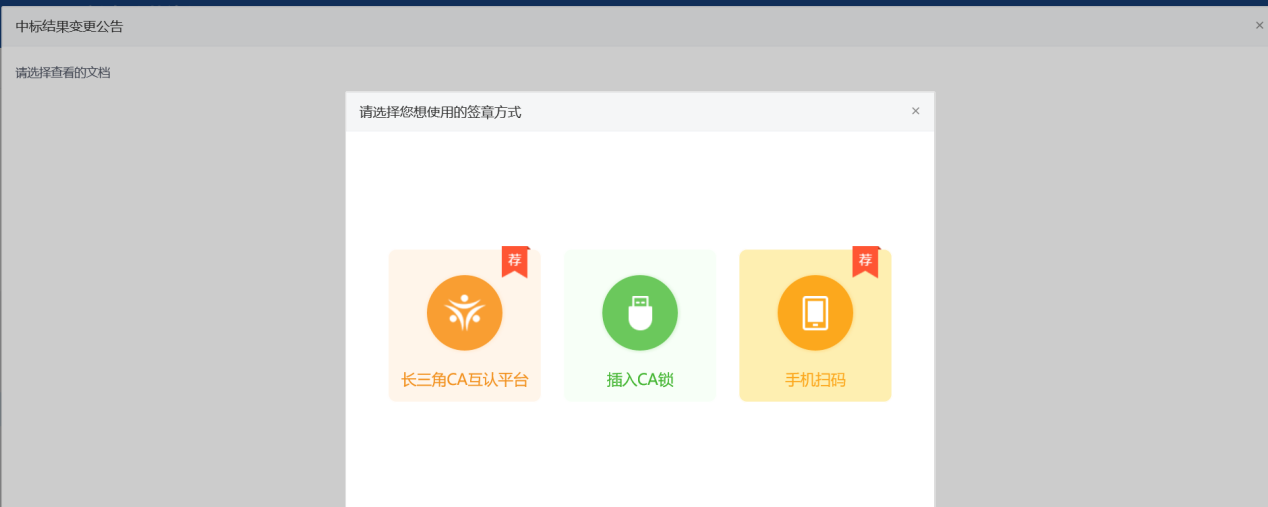 中标结果变更公告
×
请选择查看的文档
请选择您想使用的签章方式
×
荐
荐
长三角CA互认平台
插入CA锁
手机扫码